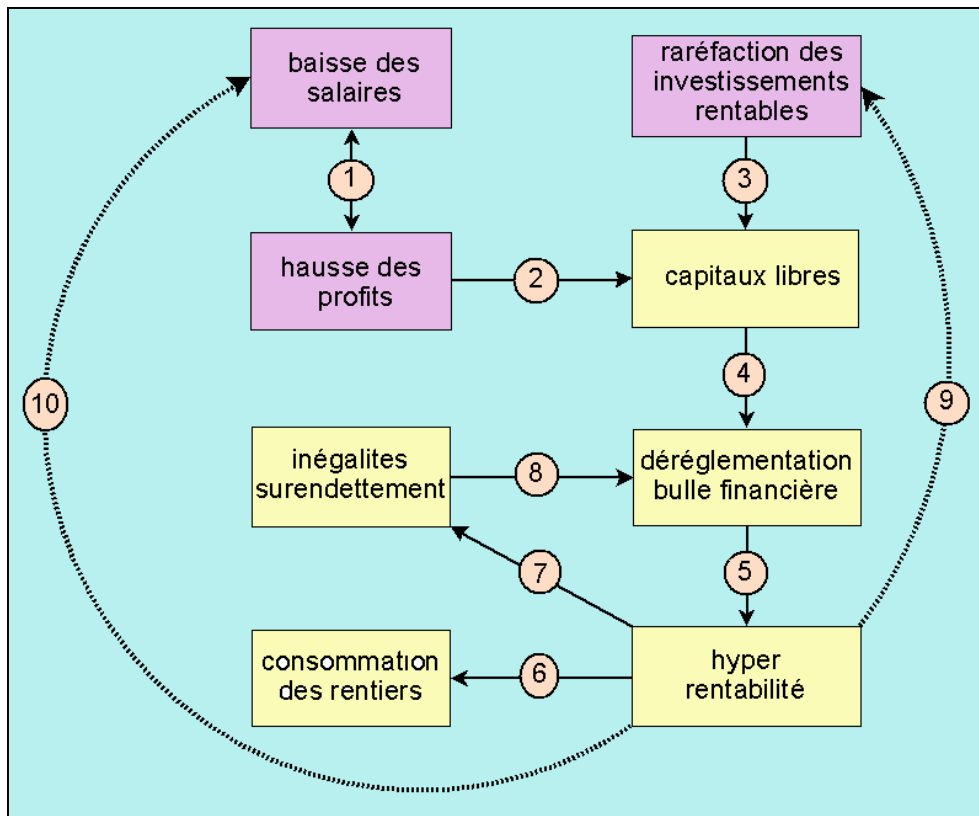 baisse des
salaires
raréfaction des
investissements
rentables
1
3
hausse des
profits
2
capitaux libres
4
10
9
inégalites
surendettement
8
déréglementation
bulle financière
7
5
consommation
des rentiers
6
hyper
rentabilité